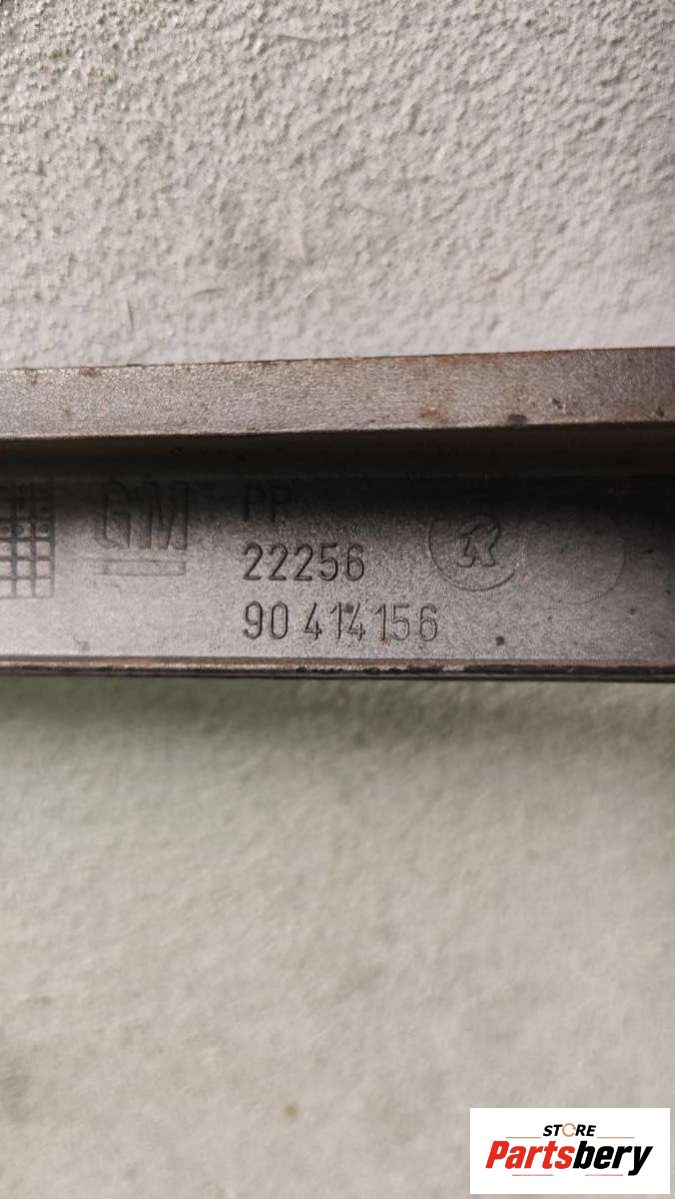 GM
PP
22256
90 414 156
STORE
Partsbery